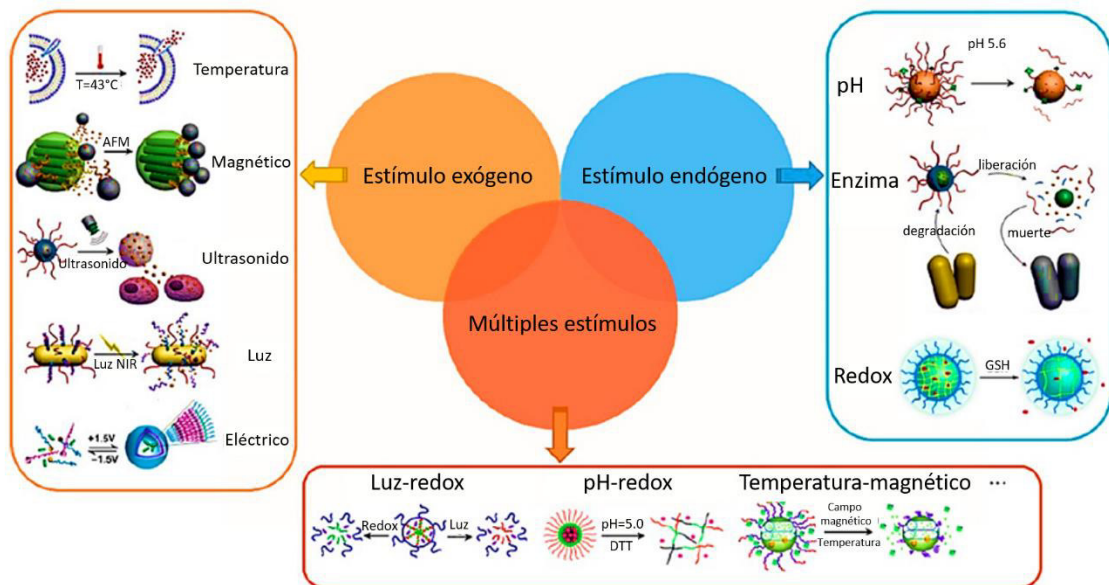 T=43°C
Temperatura
AFM
Magnético
Ultrasonido
Ultrasonido
Luz NIR
Luz
+1.5V
−1.5V
Eléctrico
Estímulo exógeno
Estímulo endógeno
Múltiples estímulos
pH 5.6
pH
Enzima
liberación
degradación
muerte
Redox
GSH
Luz-redox
Redox
Luz
pH-redox
pH=5.0
DTT
Temperatura-magnético
...
Campo
magnético
Temperatura